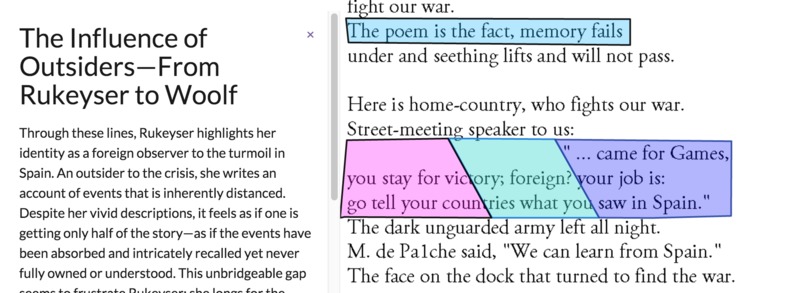 The Influence of
Outsiders—From
Rukeyser to Woolf
×
Through these lines, Rukeyser highlights her
identity as a foreign observer to the turmoil in
Spain. An outsider to the crisis, she writes an
account of events that is inherently distanced.
Despite her vivid descriptions, it feels as if one is
getting only half of the story—as if the events have
been absorbed and intricately recalled yet never
fully owned or understood. This unbridgeable gap
fight our war.
The poem is the fact, memory fails
under and seething lifts and will not pass.
Here is home-country, who fights our war.
Street-meeting speaker to us:
" ... came for Games,
you stay for victory; foreign? your job is:
go tell your countries what you saw in Spain."
The dark unguarded army left all night.
M. de Pa1che said, "We can learn from Spain."
The face on the dock that turned to find the war.